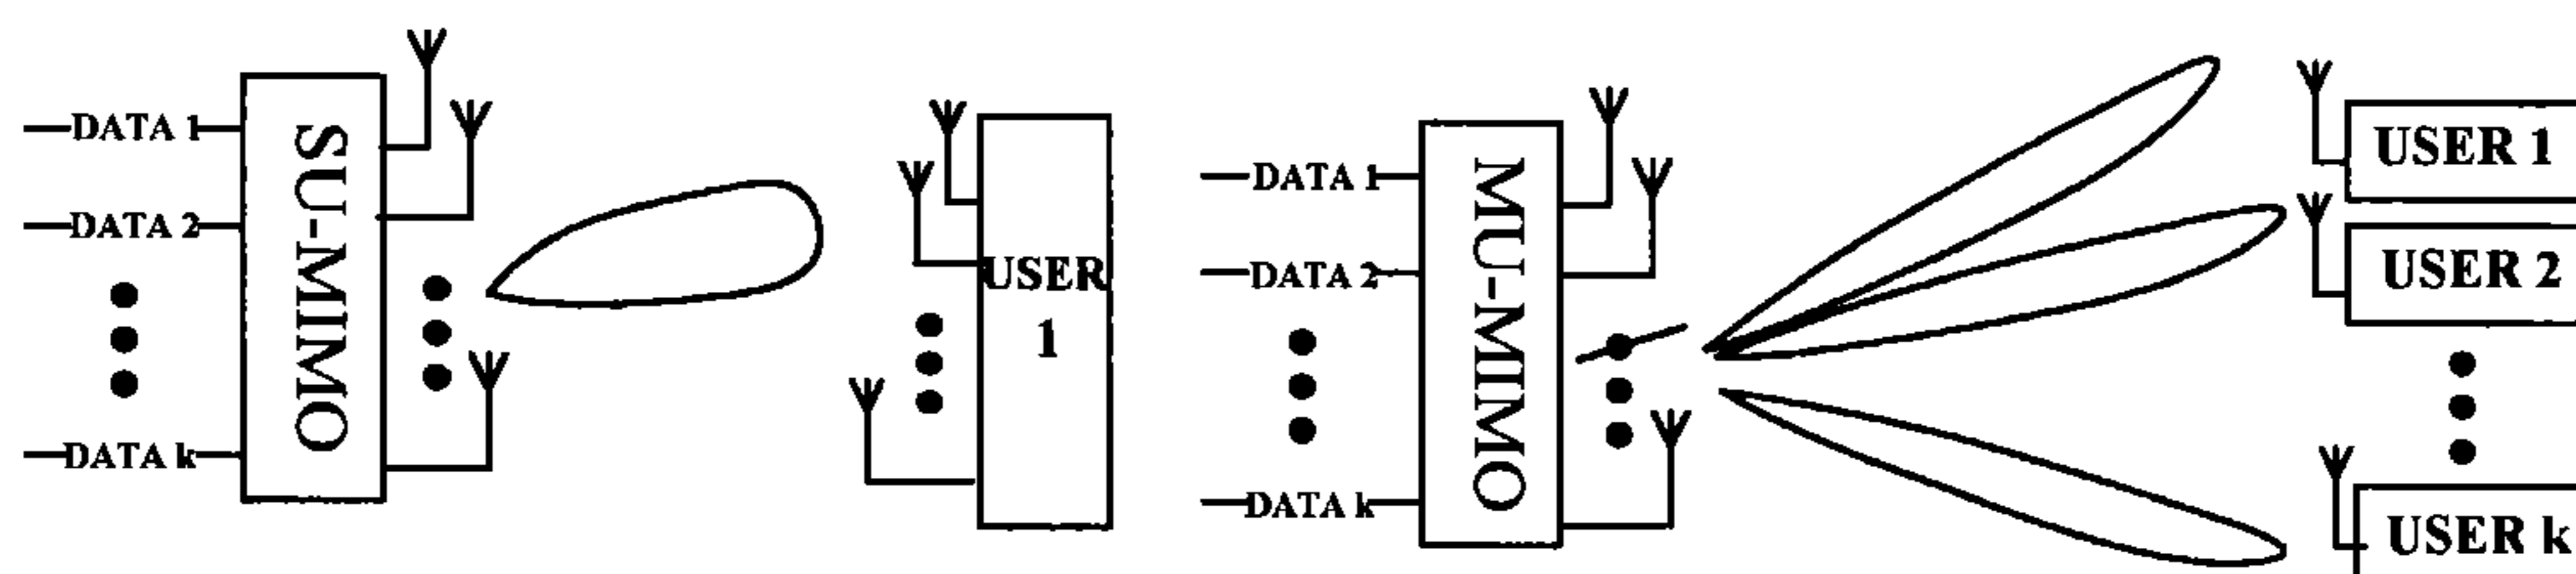 DATA 1
DATA 2
DATA k
SU-MIMO
USER
1
DATA 1
DATA 2
DATA k
MU-MIMO
USER 1
USER 2
USER k